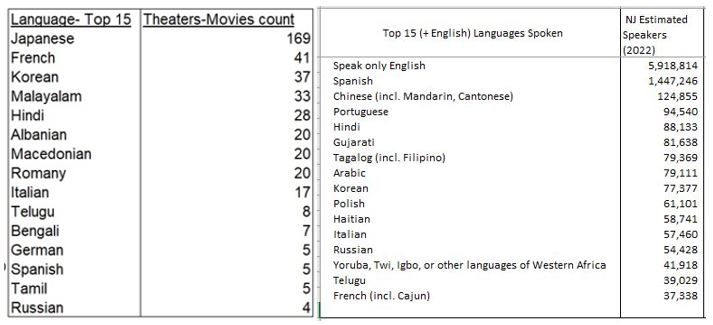 Language- Top 15 Theaters-Movies count
Japanese 169
French 41
Korean 37
Malayalam 33
Hindi 28
Albanian 20
Macedonian 20
Romany 20
Italian 17
Telugu 8
Bengali 7
German 5
Spanish 5
Tamil 5
Russian 4
Top 15 (+ English) Languages Spoken NJ Estimated Speakers (2022)
Speak only English 5,918,814
Spanish 1,447,246
Chinese (incl. Mandarin, Cantonese) 124,855
Portuguese 94,540
Hindi 88,133
Gujarati 81,638
Tagalog (incl. Filipino) 79,369
Arabic 79,111
Korean 77,377
Polish 61,101
Haitian 58,741
Italian 57,460
Russian 54,428
Yoruba, Twi, Igbo, or other languages of Western Africa 41,918
Telugu 39,029
French (incl. Cajun) 37,338